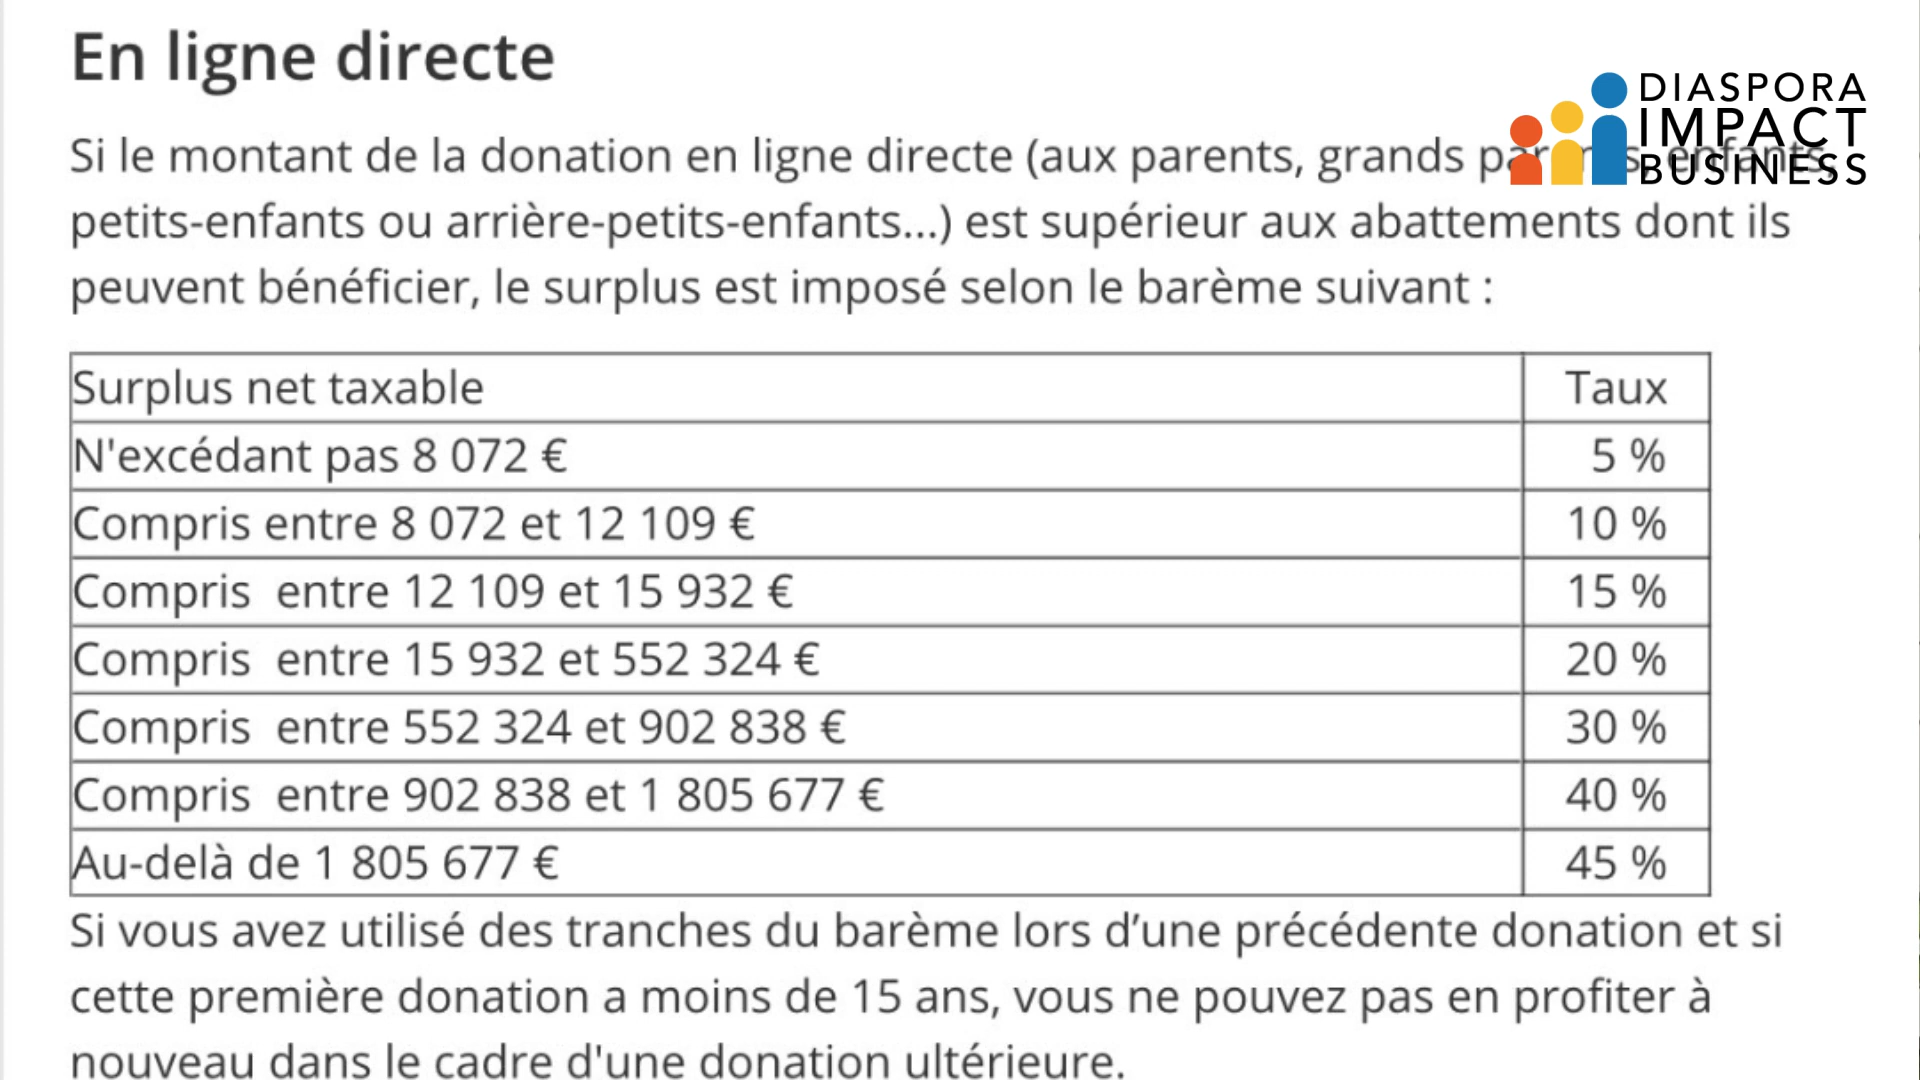 En ligne directe
DIASPORA
IMPACT
BUSINESS
Si le montant de la donation en ligne directe (aux parents, grands parents, enfants,
petits-enfants ou arrière-petits-enfants...) est supérieur aux abattements dont ils
peuvent bénéficier, le surplus est imposé selon le barème suivant :
Surplus net taxable Taux
N'excédant pas 8 072 € 5 %
Compris entre 8 072 et 12 109 € 10 %
Compris entre 12 109 et 15 932 € 15 %
Compris entre 15 932 et 552 324 € 20 %
Compris entre 552 324 et 902 838 € 30 %
Compris entre 902 838 et 1 805 677 € 40 %
Au-delà de 1 805 677 € 45 %
Si vous avez utilisé des tranches du barème lors d’une précédente donation et si
cette première donation a moins de 15 ans, vous ne pouvez pas en profiter à
nouveau dans le cadre d'une donation ultérieure.